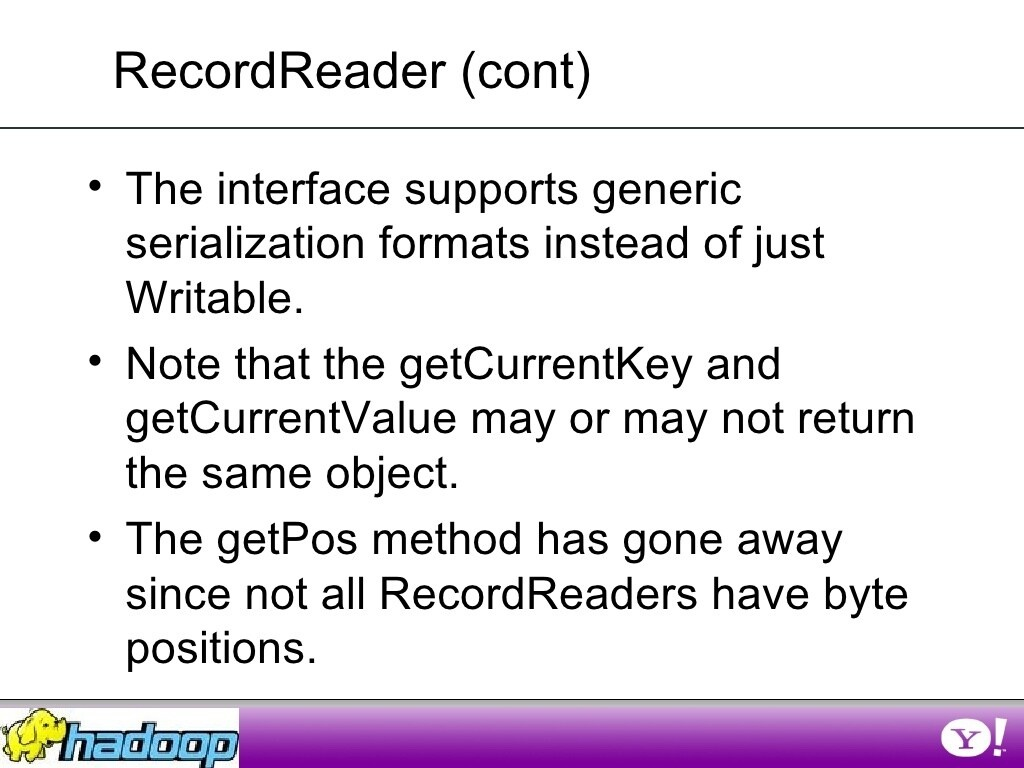 RecordReader (cont)
• The interface supports generic
serialization formats instead of just
Writable.
• Note that the getCurrentKey and
getCurrentValue may or may not return
the same object.
• The getPos method has gone away
since not all RecordReaders have byte
positions.
hadoop
Y!